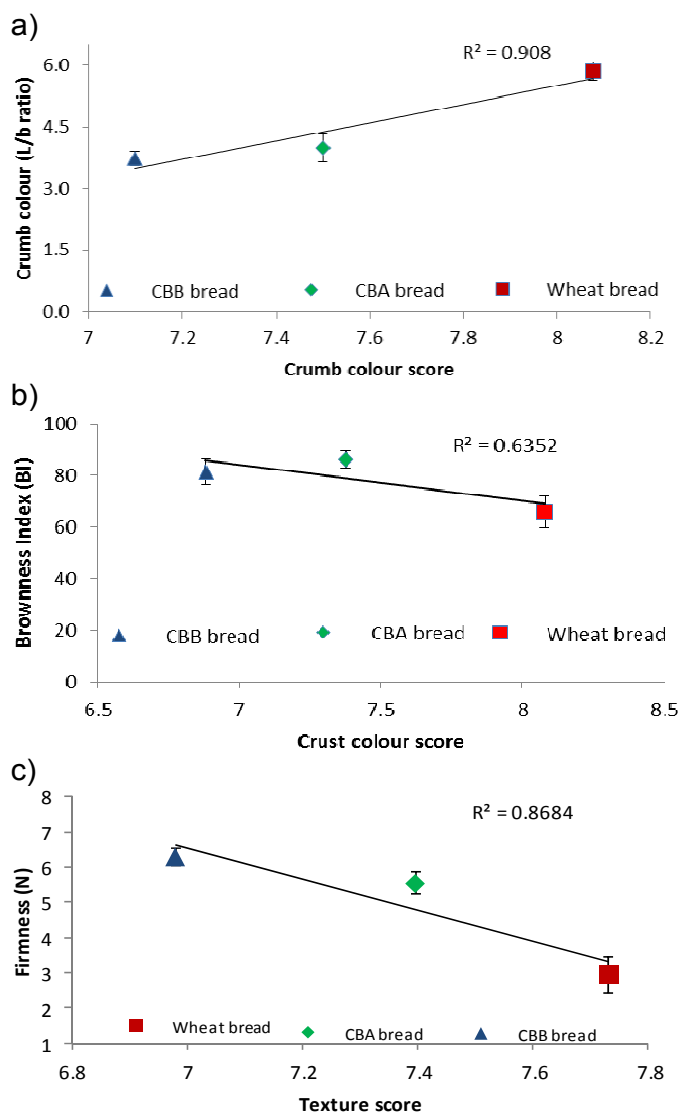 a)
R² = 0.908
Crumb colour (L/b ratio)
6.0
4.5
3.0
1.5
0.0
CBB bread CBA bread Wheat bread
7 7.2 7.4 7.6 7.8 8 8.2
Crumb colour score
b)
R² = 0.6352
Brownness Index (BI)
100
80
60
40
20
0
CBB bread CBA bread Wheat bread
6.5 7 7.5 8 8.5
Crust colour score
c)
R² = 0.8684
Firmness (N)
8
7
6
5
4
3
2
1
Wheat bread CBA bread CBB bread
6.8 7 7.2 7.4 7.6 7.8
Texture score